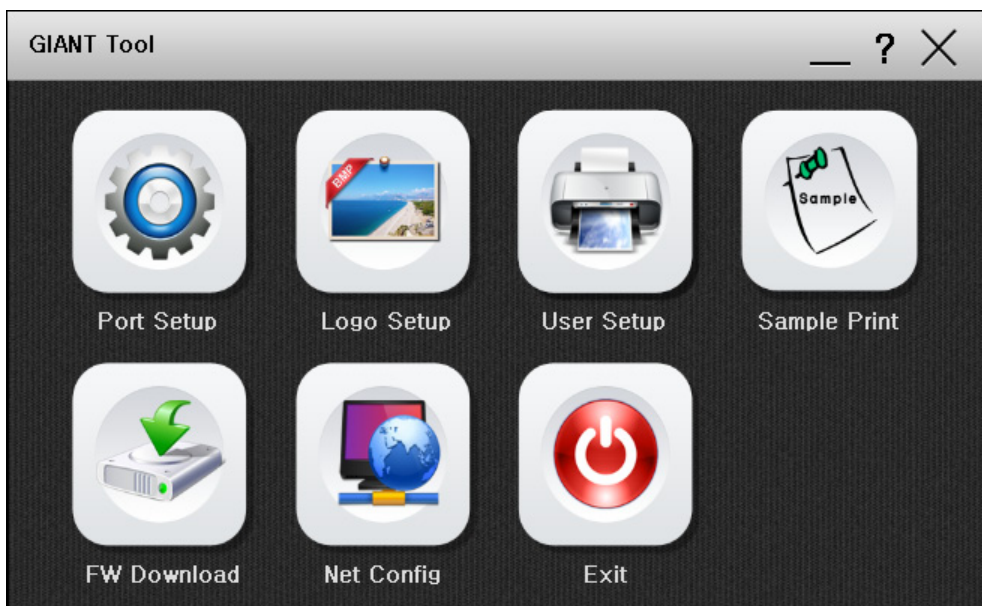 GIANT Tool
?
BMP
Sample
Port Setup
Logo Setup
User Setup
Sample Print
FW Download
Net Config
Exit